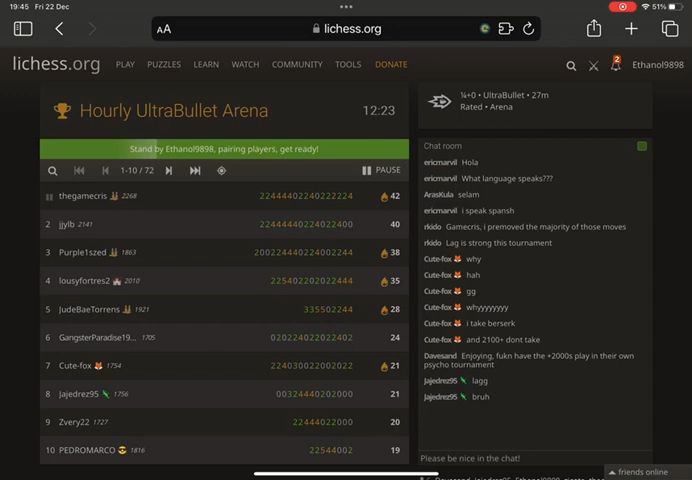 19:45 Fri 22 Dec
51%
AA
lichess.org
lichess.org
PLAY PUZZLES LEARN WATCH COMMUNITY TOOLS DONATE
2
Ethanol9898
Hourly UltraBullet Arena
12:23
Stand by Ethanol9898, pairing players, get ready!
1-10 / 72
PAUSE
thegamecris 2268 22444402240222224 42
2 jjylb 2141 2244444022402240 40
3 Purple1szed 1863 38
4 lousyfortres2 2010 225402202022444 35
5 JudeBaeTorrens 1921 335502244 28
6 GangsterParadise19... 1705 020224022022402 24
7 Cute-fox 1754 224030022002022 21
8 Jajedrez95 1756 00324440202000 21
9 Zvery22 1727 22444022000 20
10 PEDROMARCO 1816 22544002 19
¼+0 • UltraBullet • 27m
Rated • Arena
Chat room
ericmarvil Hola
ericmarvil What language speaks???
ArasKula selam
ericmarvil i speak spansh
rkido Gamecris, i premoved the majority of those moves
rkido Lag is strong this tournament
Cute-fox why
Cute-fox hah
Cute-fox gg
Cute-fox whyyyyyyyy
Cute-fox i take berserk
Cute-fox and 2100+ dont take
Davesand Enjoying, fukn have the +2000s play in their own
psycho tournament
Jajedrez95 lagg
Jajedrez95 bruh
Please be nice in the chat!
friends online